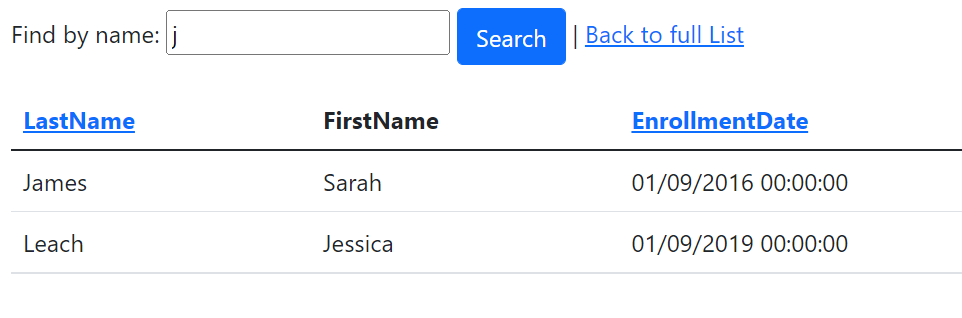 Find by name: j Search | Back to full List
LastName FirstName EnrollmentDate
James Sarah 01/09/2016 00:00:00
Leach Jessica 01/09/2019 00:00:00